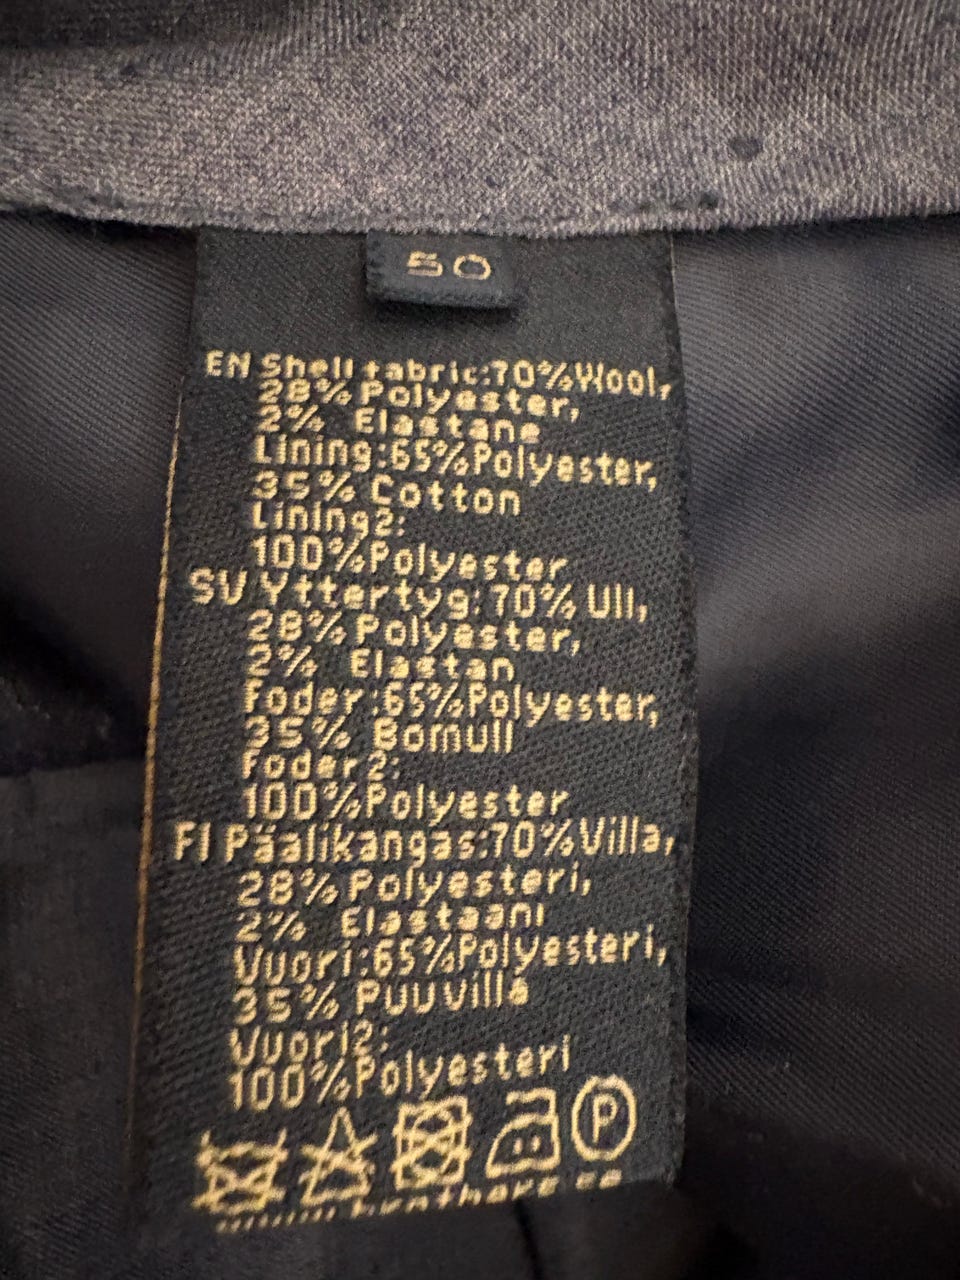 50
EN Shell fabric:70%Wool,
28%Polyester,
2% Elastane
Lining:65%Polyester,
35% Cotton
Lining2:
100%Polyester
SV Yttertyg:70% Ull,
28%Polyester,
2% Elastan
Foder:65%Polyester,
35% Bomull
Foder2:
100%Polyester
FI Pääalikangas:70%Villa,
28%Polyesteri,
2% Elastaani
Vuori:65%Polyesteri,
35% Puuvilla
Vuori2:
100%Polyesteri
P